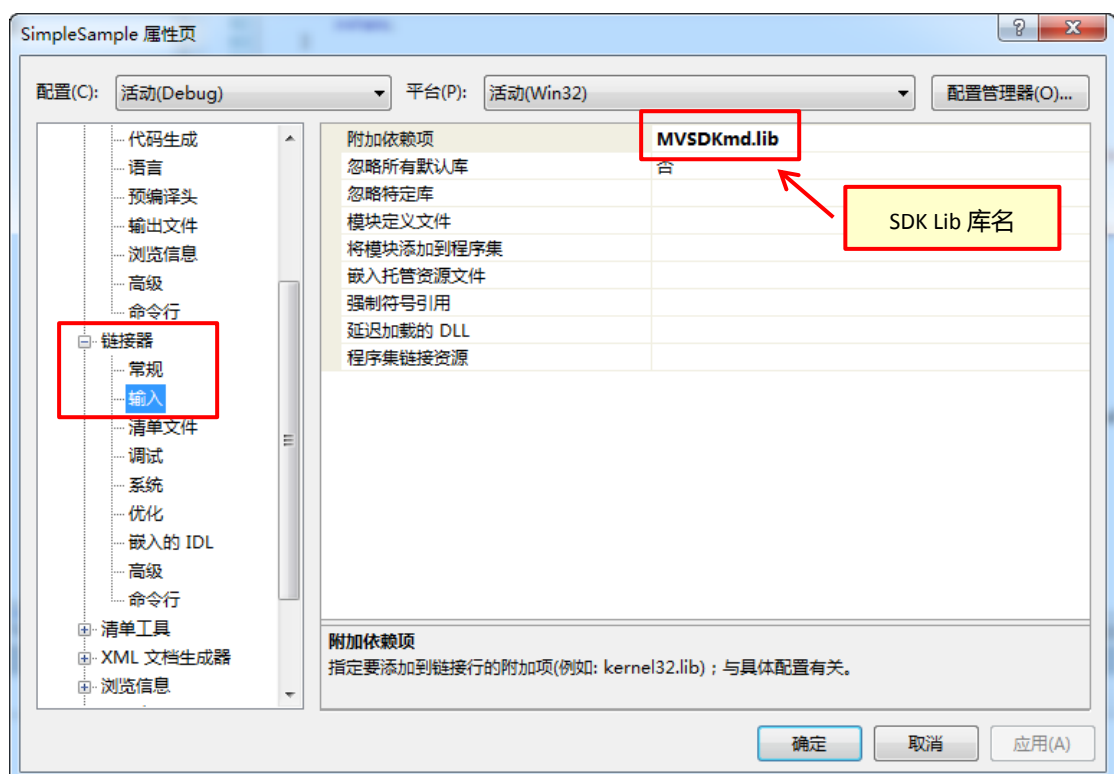 SimpleSample 属性页
配置(C): 活动(Debug) 平台(P): 活动(Win32) 配置管理器(O)...
代码生成
语言
预编译头
输出文件
浏览信息
高级
命令行
链接器
常规
输入
清单文件
调试
系统
优化
嵌入的 IDL
高级
命令行
清单工具
XML 文档生成器
浏览信息
附加依赖项 MVSDKmd.lib
忽略所有默认库 否
忽略特定库
模块定义文件
将模块添加到程序集
嵌入托管资源文件
强制符号引用
延迟加载的 DLL
程序集链接资源
SDK Lib 库名
附加依赖项
指定要添加到链接行的附加项(例如: kernel32.lib)；与具体配置有关。
确定 取消 应用(A)